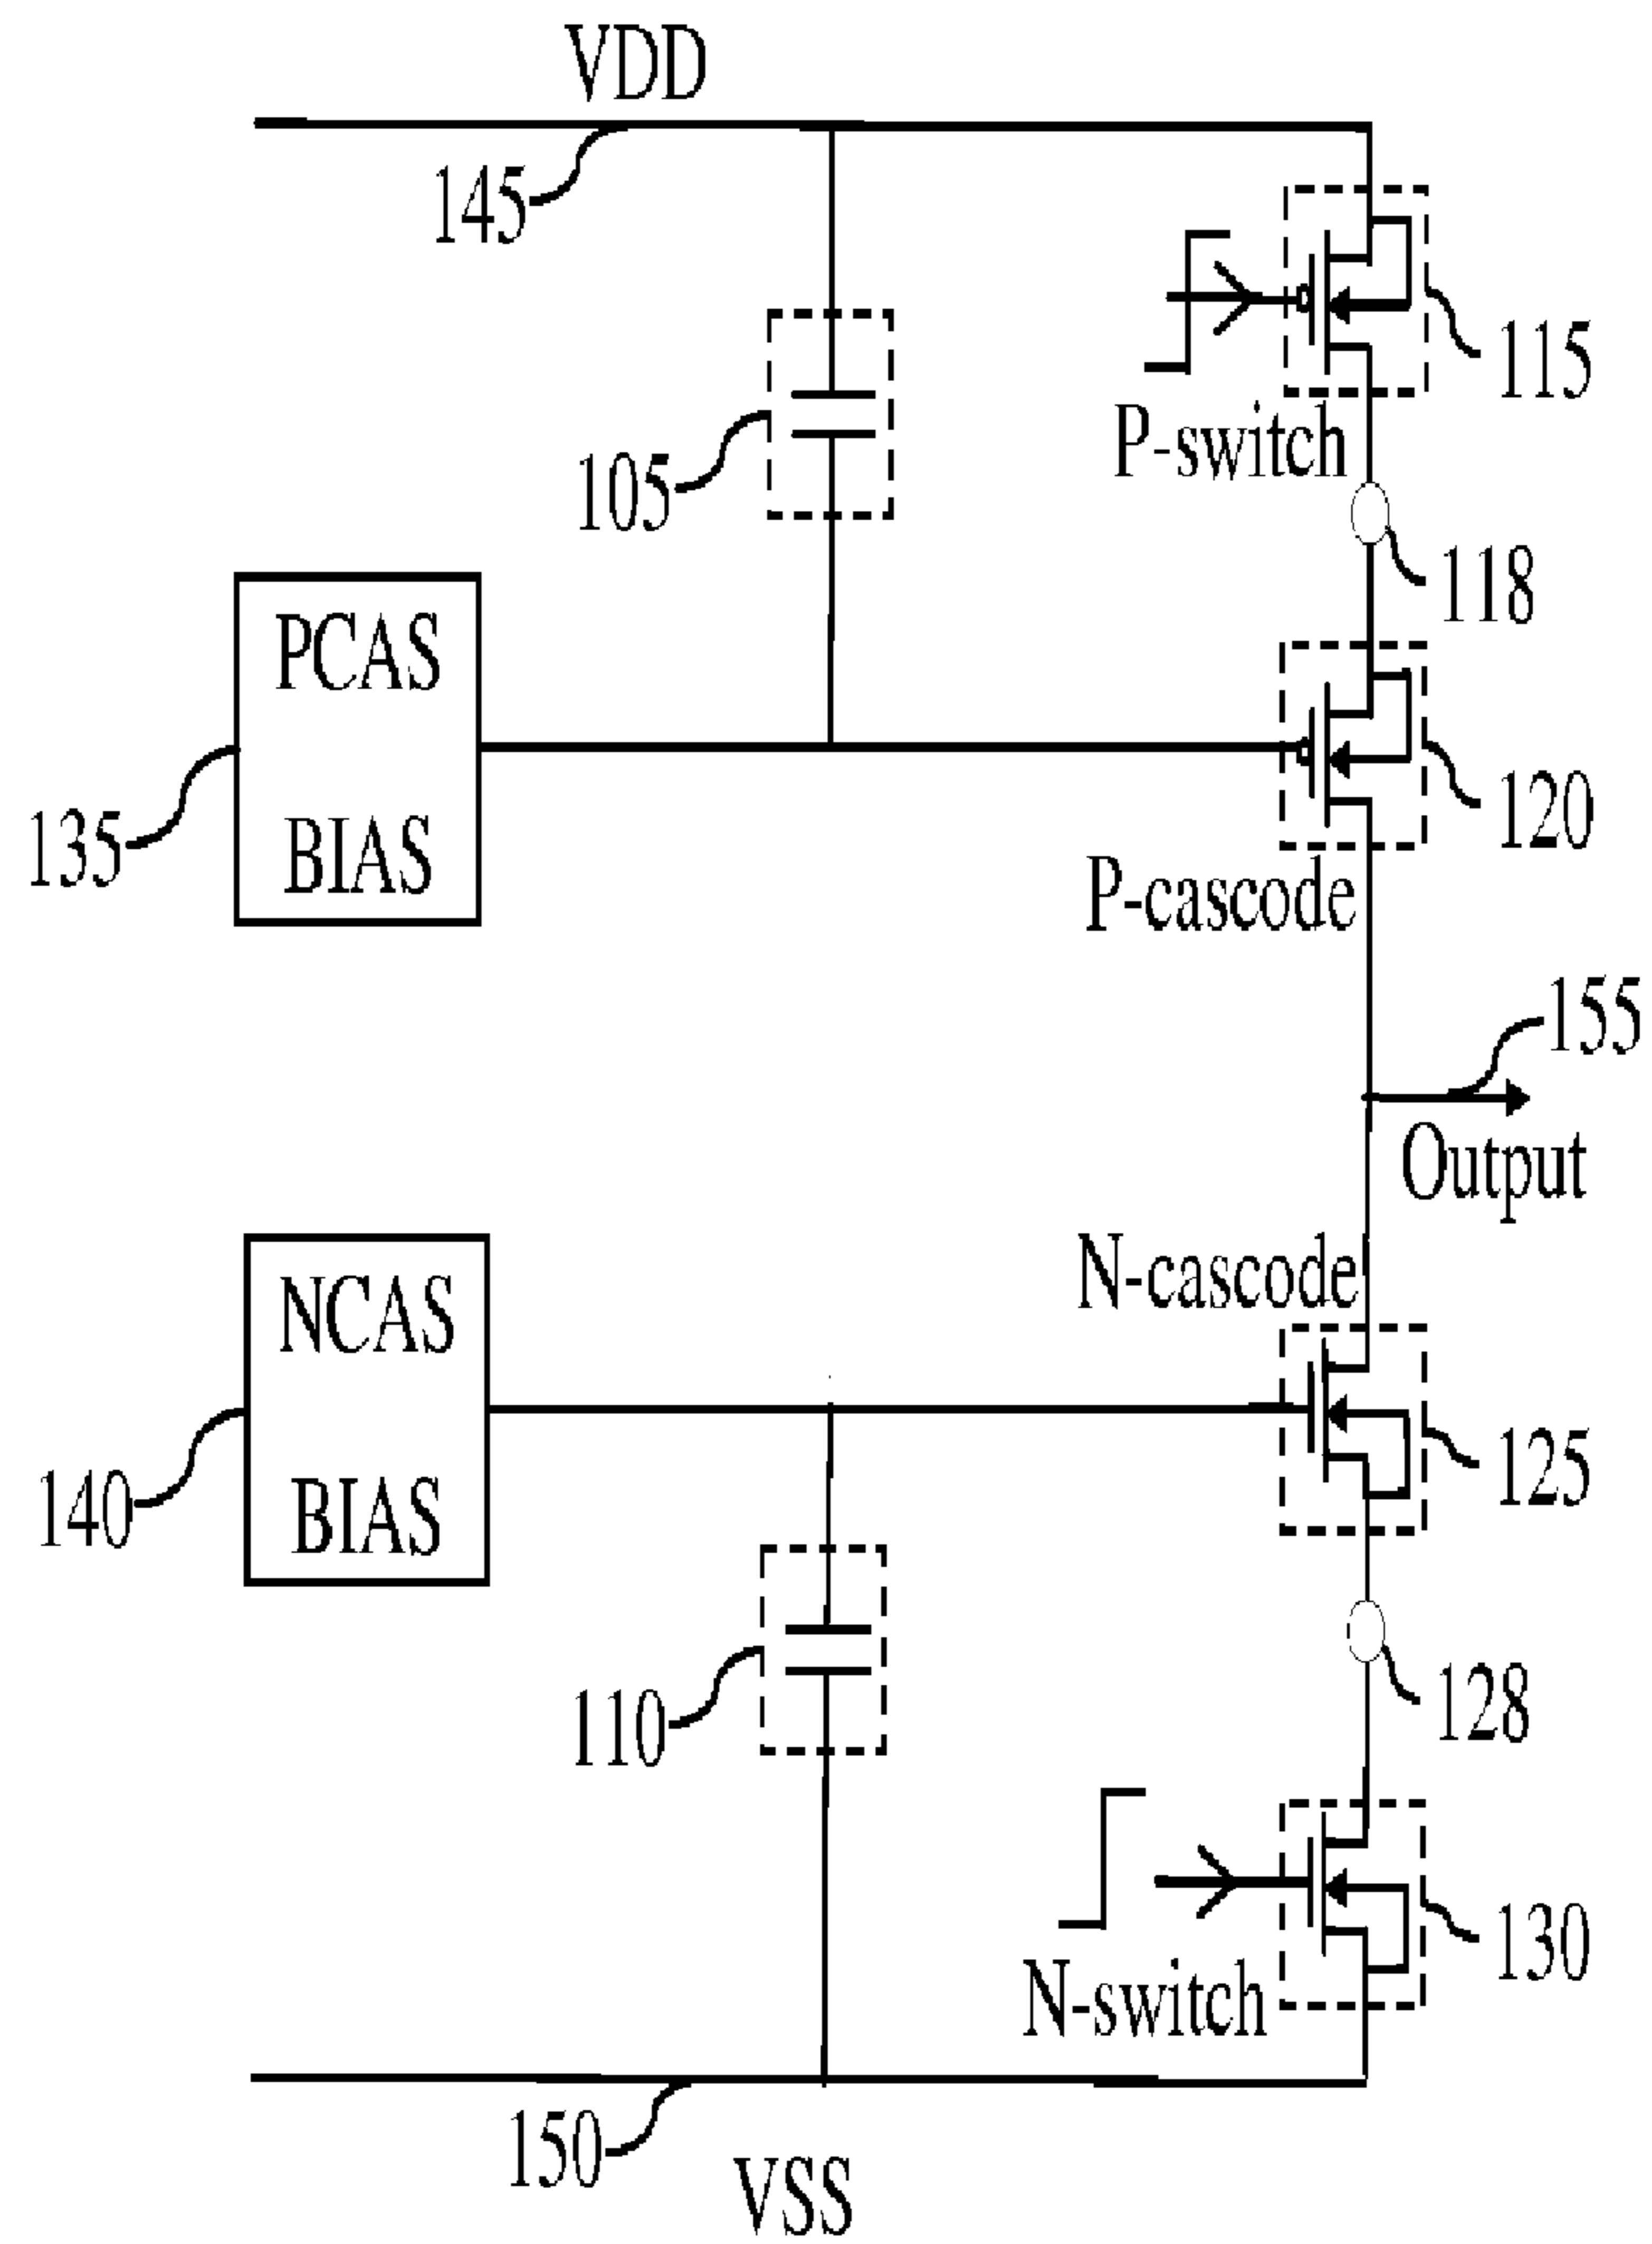 VDD
145
115
P-switch
105
118
PCAS
BIAS
135
120
P-cascode
155
Output
N-cascode
NCAS
BIAS
140
125
128
110
130
N-switch
150
VSS